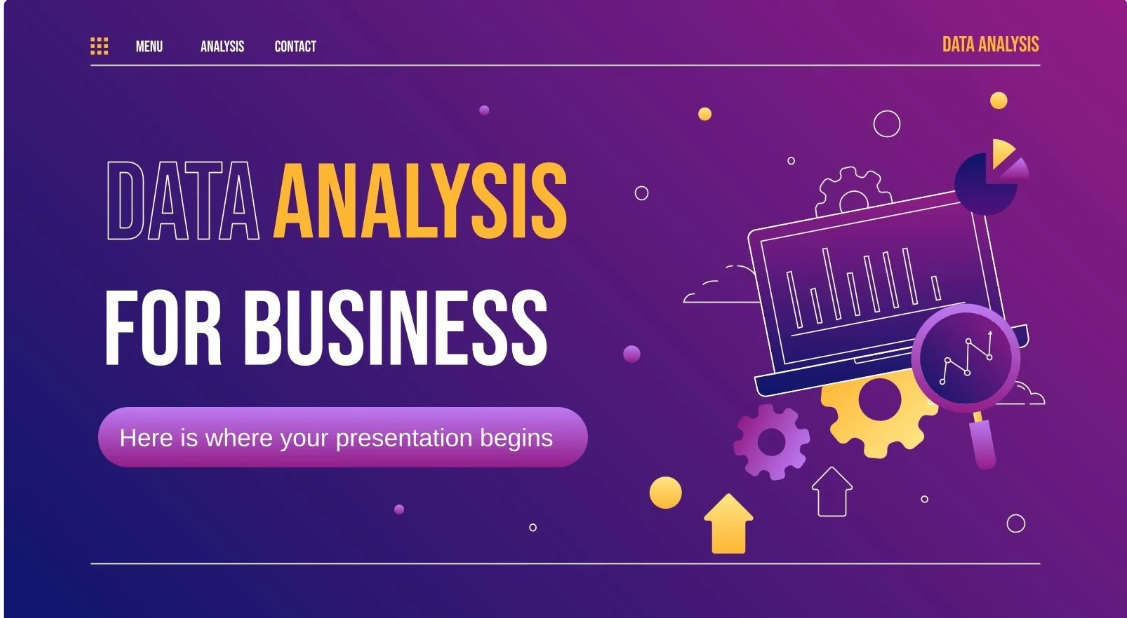 MENU
ANALYSIS
CONTACT
DATA ANALYSIS
DATA ANALYSIS
FOR BUSINESS
Here is where your presentation begins